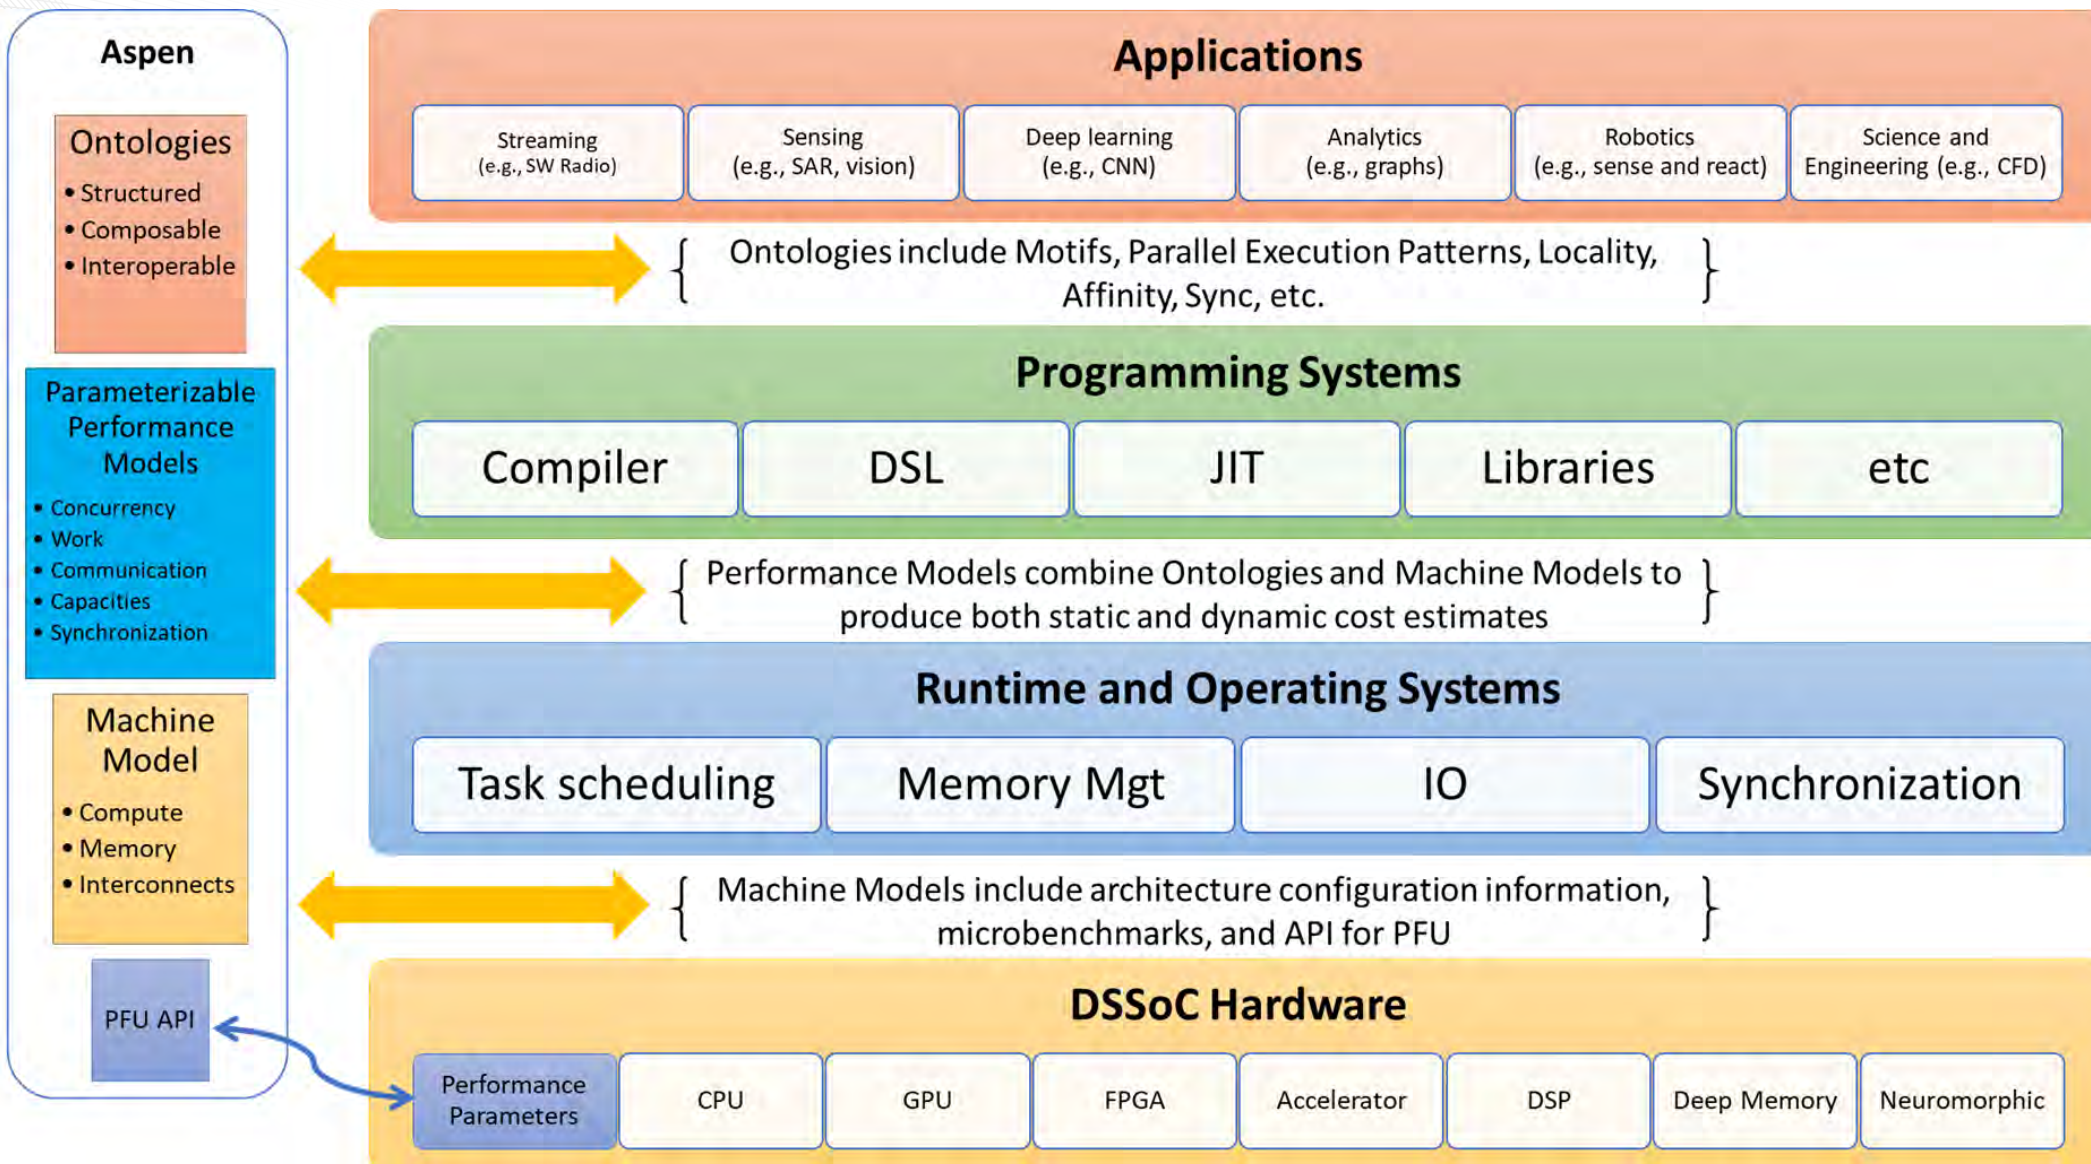 Aspen
Ontologies
• Structured
• Composable
• Interoperable
Parameterizable
Performance
Models
• Concurrency
• Work
• Communication
• Capacities
• Synchronization
Machine
Model
• Compute
• Memory
• Interconnects
PFU API
Applications
Streaming
(e.g., SW Radio)
Sensing
(e.g., SAR, vision)
Deep learning
(e.g., CNN)
Analytics
(e.g., graphs)
Robotics
(e.g., sense and react)
Science and
Engineering (e.g., CFD)
Ontologies include Motifs, Parallel Execution Patterns, Locality,
Affinity, Sync, etc.
Programming Systems
Compiler
DSL
JIT
Libraries
etc
Performance Models combine Ontologies and Machine Models to
produce both static and dynamic cost estimates
Runtime and Operating Systems
Task scheduling
Memory Mgt
IO
Synchronization
Machine Models include architecture configuration information,
microbenchmarks, and API for PFU
DSSoC Hardware
Performance
Parameters
CPU
GPU
FPGA
Accelerator
DSP
Deep Memory
Neuromorphic